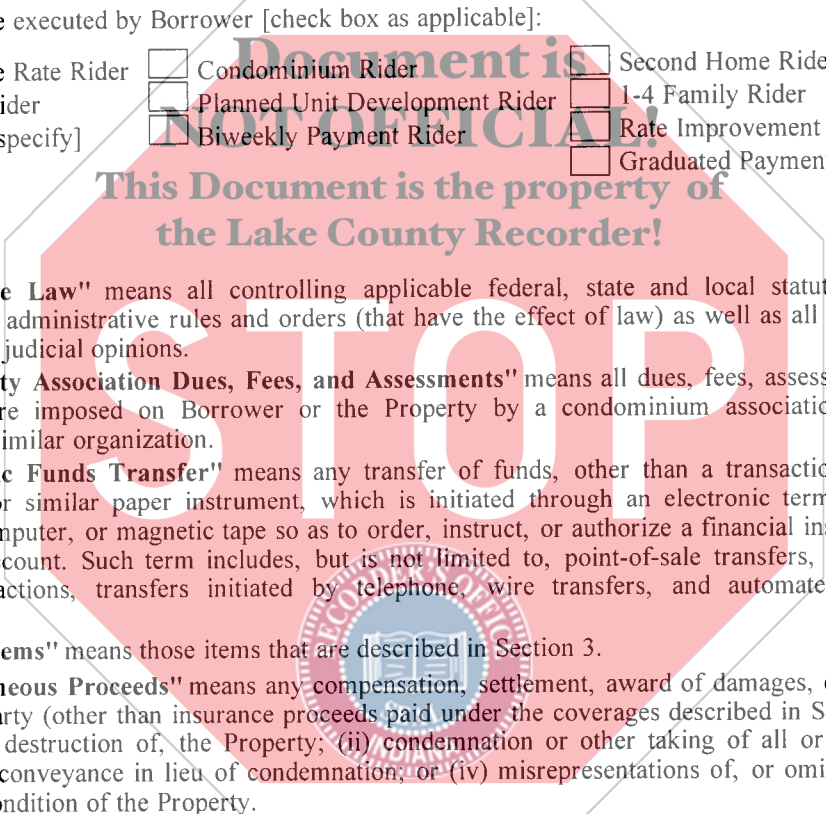 e executed by Borrower [check box as applicable]:
e Rate Rider Condominium Rider Second Home Ride
ider Planned Unit Development Rider 1-4 Family Rider
specify] Biweekly Payment Rider Rate Improvement
Graduated Payment
Document is
NOT OFFICIAL!
This Document is the property of
the Lake County Recorder!
e Law" means all controlling applicable federal, state and local statut
administrative rules and orders (that have the effect of law) as well as all
judicial opinions.
ty Association Dues, Fees, and Assessments" means all dues, fees, assess
re imposed on Borrower or the Property by a condominium associatio
imilar organization.
c Funds Transfer" means any transfer of funds, other than a transactio
or similar paper instrument, which is initiated through an electronic term
mputer, or magnetic tape so as to order, instruct, or authorize a financial ins
count. Such term includes, but is not limited to, point-of-sale transfers,
actions, transfers initiated by telephone, wire transfers, and automate
ems" means those items that are described in Section 3.
neous Proceeds" means any compensation, settlement, award of damages,
arty (other than insurance proceeds paid under the coverages described in S
destruction of, the Property; (ii) condemnation or other taking of all or
conveyance in lieu of condemnation; or (iv) misrepresentations of, or omi
ondition of the Property.
STOP
SEAL
INDIANA